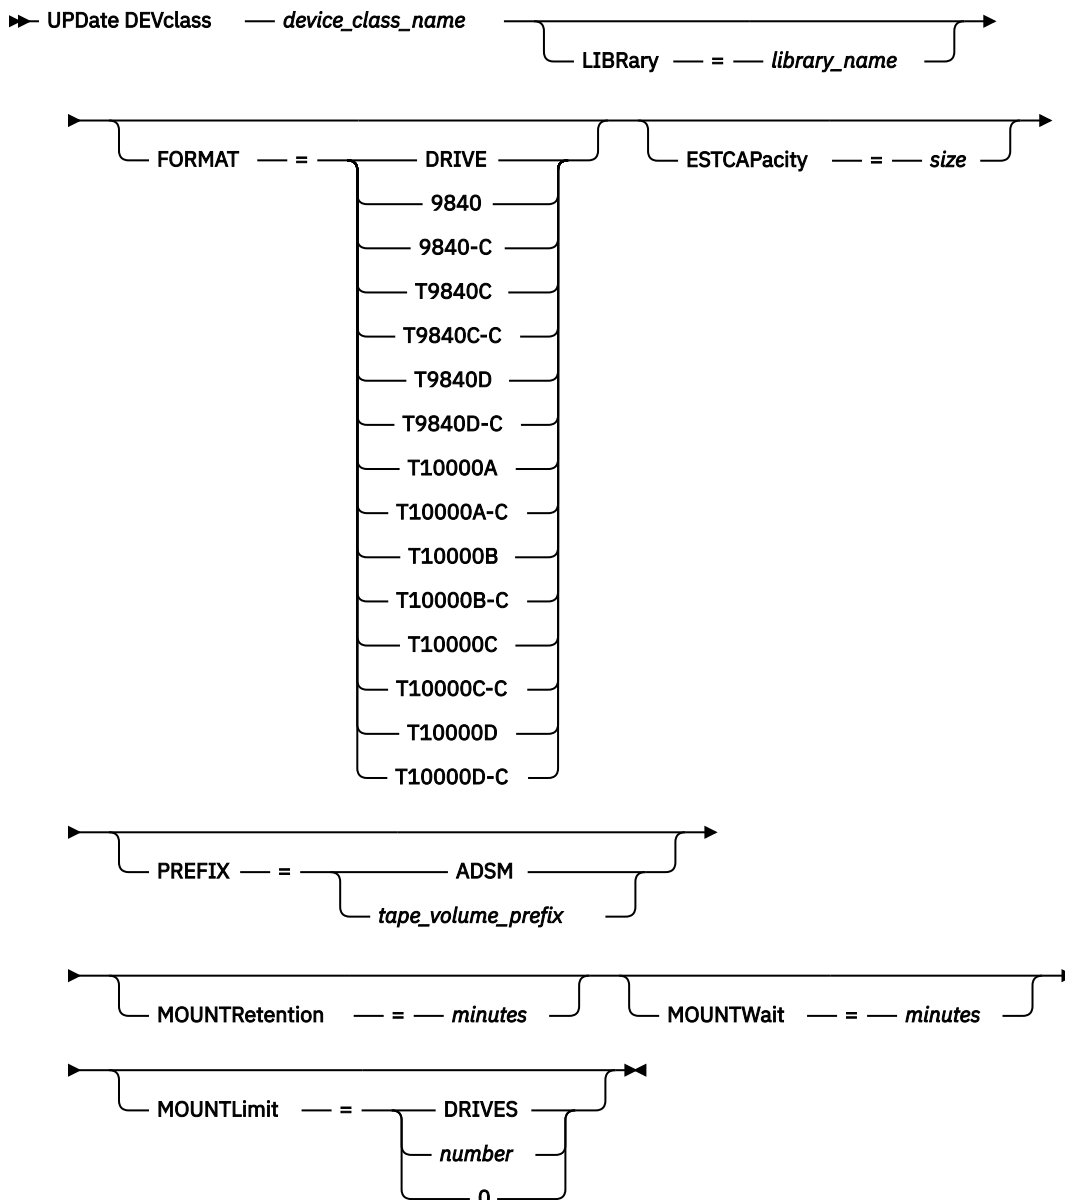 UPDate DEVclass device_class_name
LIBRary = library_name
FORMAT = DRIVE
9840
9840-C
T9840C
T9840C-C
T9840D
T9840D-C
T10000A
T10000A-C
T10000B
T10000B-C
T10000C
T10000C-C
T10000D
T10000D-C
ESTCAPacity = size
PREFIX = ADSM
tape_volume_prefix
MOUNTRetention = minutes
MOUNTWait = minutes
MOUNTLimit = DRIVES
number
0